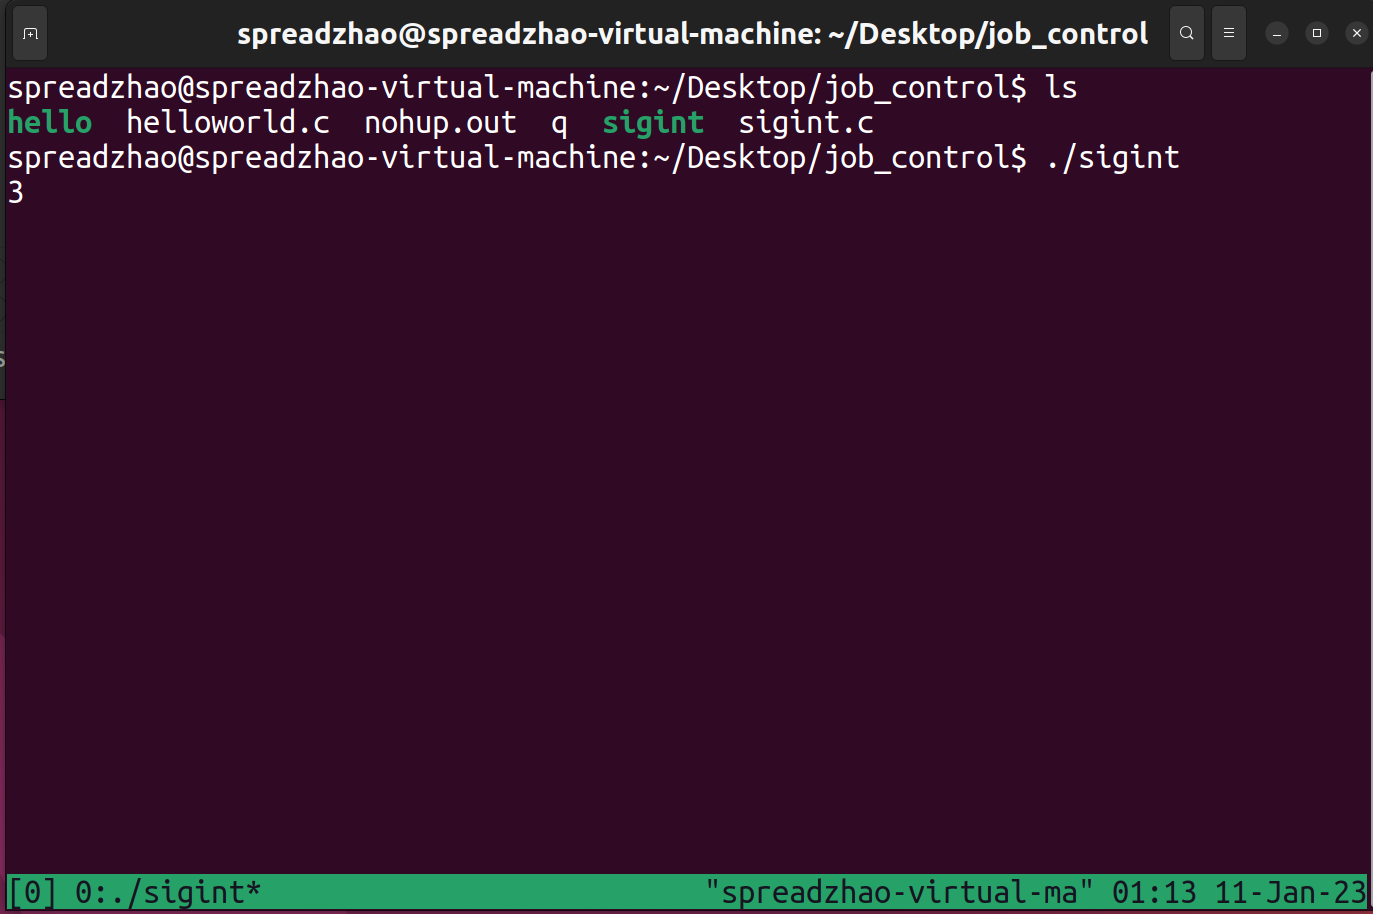 spreadzhao@spreadzhao-virtual-machine: ~/Desktop/job_control
spreadzhao@spreadzhao-virtual-machine:~/Desktop/job_control$ ls
hello  helloworld.c  nohup.out  q  sigint  sigint.c
spreadzhao@spreadzhao-virtual-machine:~/Desktop/job_control$ ./sigint
3
[0] 0:./sigint* "spreadzhao-virtual-ma" 01:13 11-Jan-23